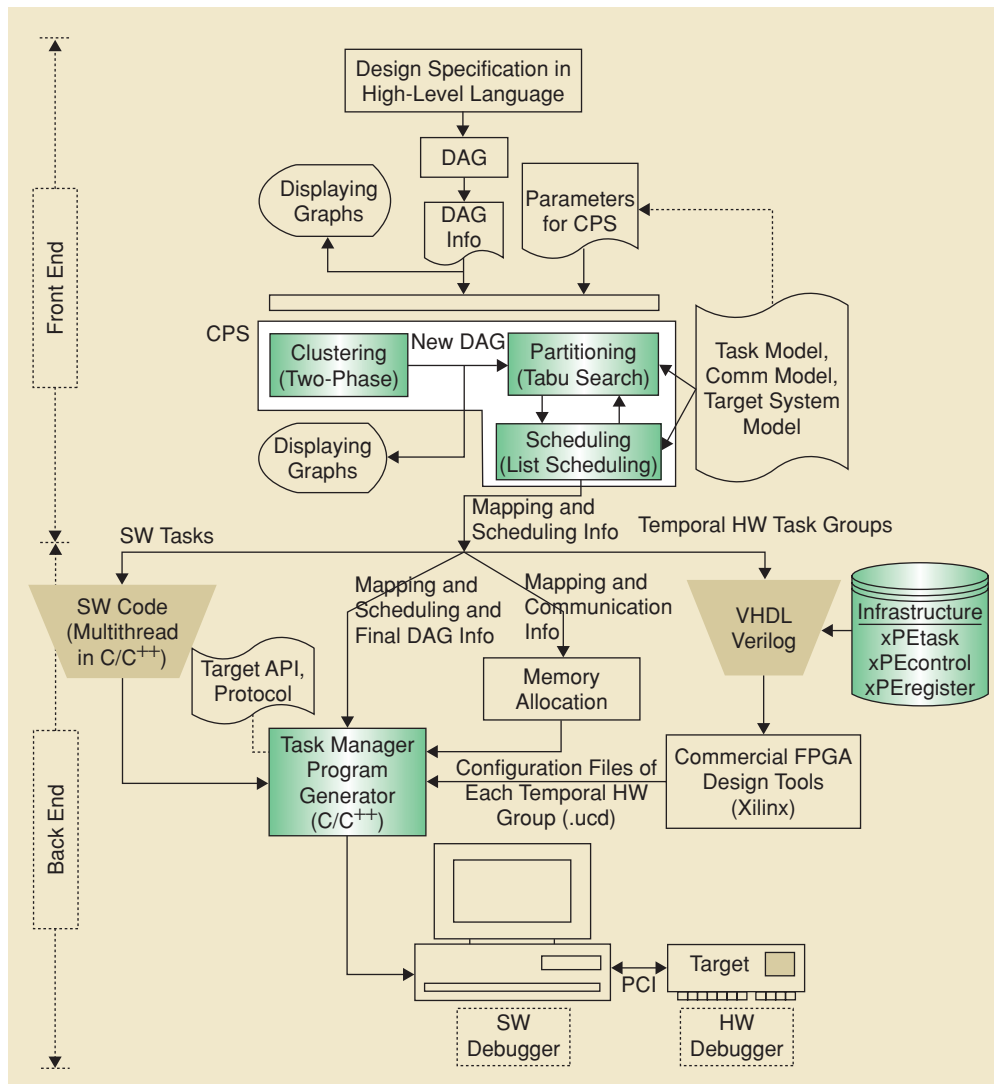 Design Specification in
High-Level Language
DAG
Displaying
Graphs
DAG
Info
Parameters
for CPS
Front End
CPS
Clustering
(Two-Phase)
New DAG
Partitioning
(Tabu Search)
Task Model,
Comm Model,
Target System
Model
Displaying
Graphs
Scheduling
(List Scheduling)
Mapping and
Scheduling Info
SW Tasks
Temporal HW Task Groups
SW Code
(Multithread
in C/C++)
Mapping and
Scheduling and
Final DAG Info
Mapping and
Communication
Info
VHDL
Verilog
Infrastructure
xPEtask
xPEcontrol
xPEregister
Target API,
Protocol
Memory
Allocation
Back End
Task Manager
Program
Generator
(C/C++)
Configuration Files of
Each Temporal HW
Group (.ucd)
Commercial FPGA
Design Tools
(Xilinx)
PCI
Target
SW
Debugger
HW
Debugger